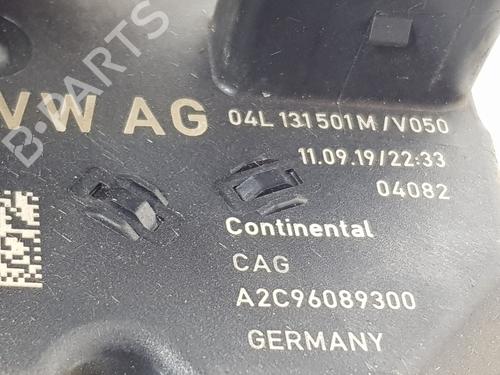 B-PARTS
VW AG
04L 131 501 M /V050
11.09.19/22:33
04082
Continental
CAG
A2C96089300
GERMANY